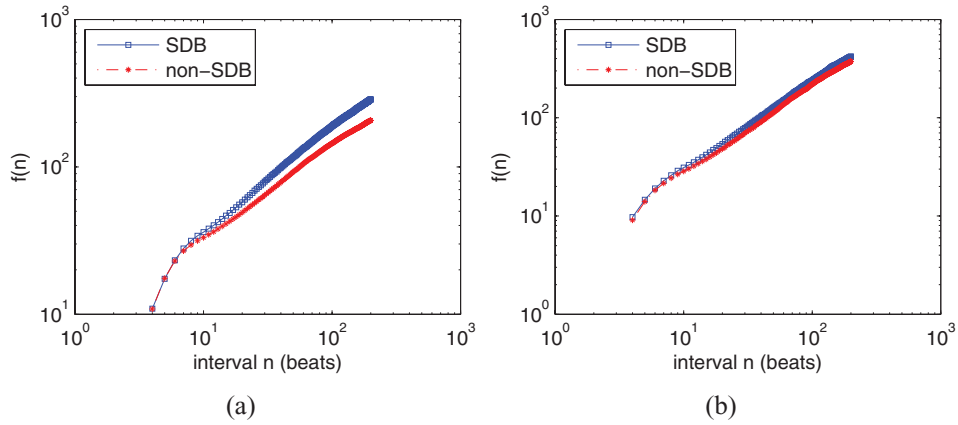 10^3
SDB
non-SDB
f(n)
10^2
10^1
10^0 10^1 10^2 10^3
interval n (beats)
(a)
10^3
SDB
non-SDB
10^2
f(n)
10^1
10^0
10^0 10^1 10^2 10^3
interval n (beats)
(b)